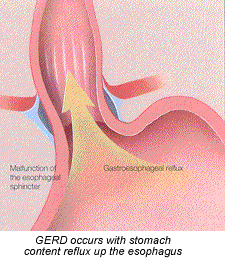 Malfunction of
the esophageal
sphincter
Gastroesophageal reflux
GERD occurs with stomach
content reflux up the esophagus